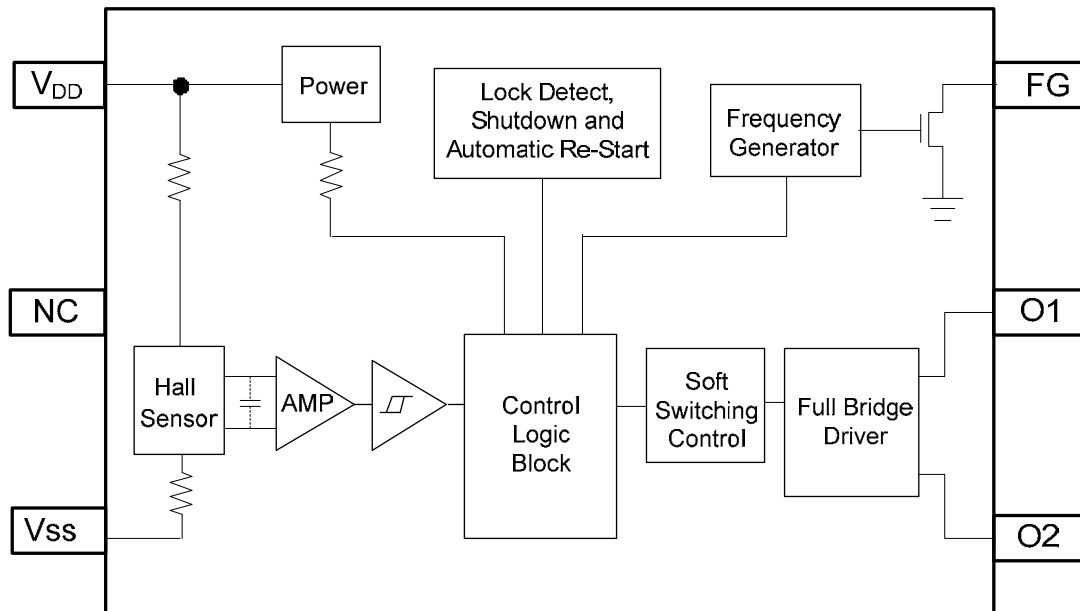 VDD
Power
Lock Detect,
Shutdown and
Automatic Re-Start
Frequency
Generator
FG
NC
O1
Hall
Sensor
AMP
Control
Logic
Block
Soft
Switching
Control
Full Bridge
Driver
Vss
O2